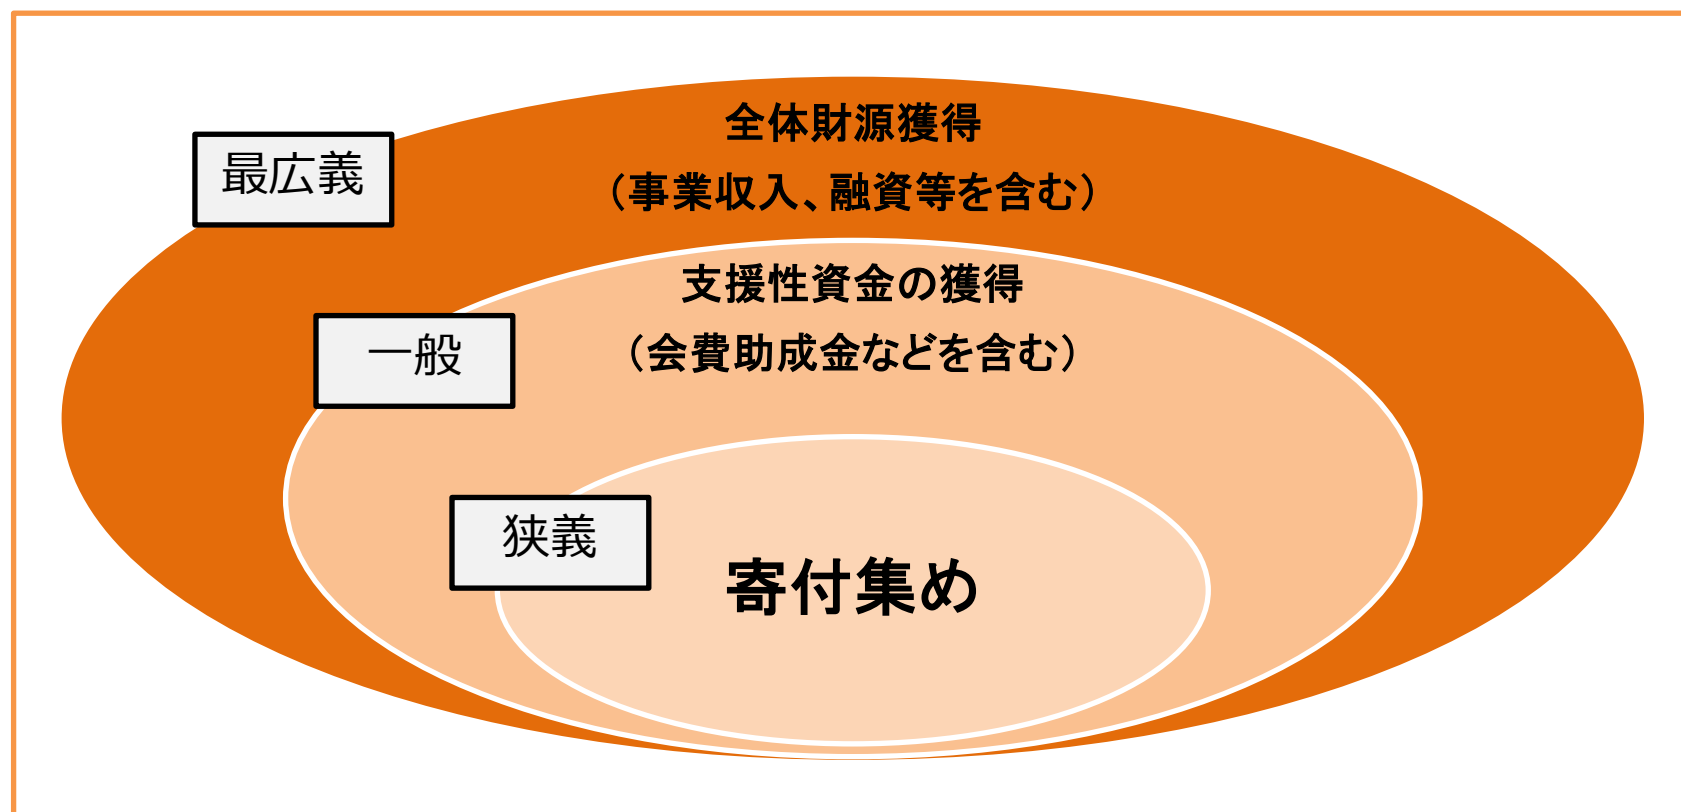 全体財源獲得
最広義
（事業収入、融資等を含む）
支援性資金の獲得
一般
（会費助成金などを含む）
狭義
寄付集め